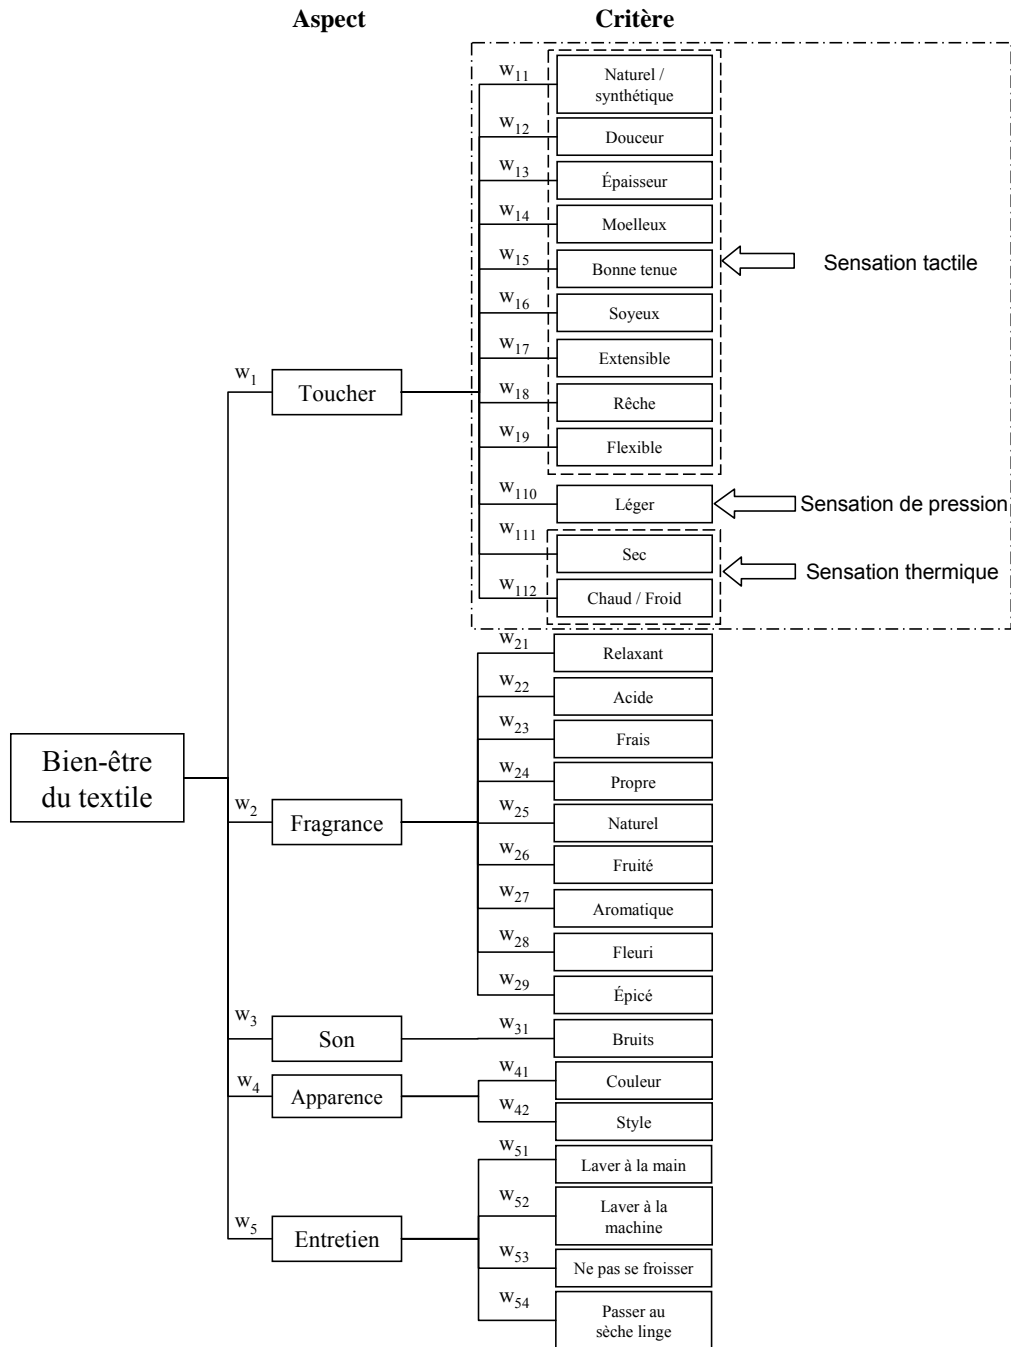 Aspect
Critère
w11
Naturel /
synthétique
w12
Douceur
w13
Épaisseur
w14
Moelleux
w15
Bonne tenue
w16
Soyeux
w17
Extensible
w18
Rêche
w19
Flexible
Sensation tactile
w1
Toucher
w110
Léger
Sensation de pression
w111
Sec
w112
Chaud / Froid
Sensation thermique
Bien-être
du textile
w2
Fragrance
w21
Relaxant
w22
Acide
w23
Frais
w24
Propre
w25
Naturel
w26
Fruité
w27
Aromatique
w28
Fleuri
w29
Épicé
w3
Son
w31
Bruits
w4
Apparence
w41
Couleur
w42
Style
w5
Entretien
w51
Laver à la main
w52
Laver à la
machine
w53
Ne pas se froisser
w54
Passer au
sèche linge